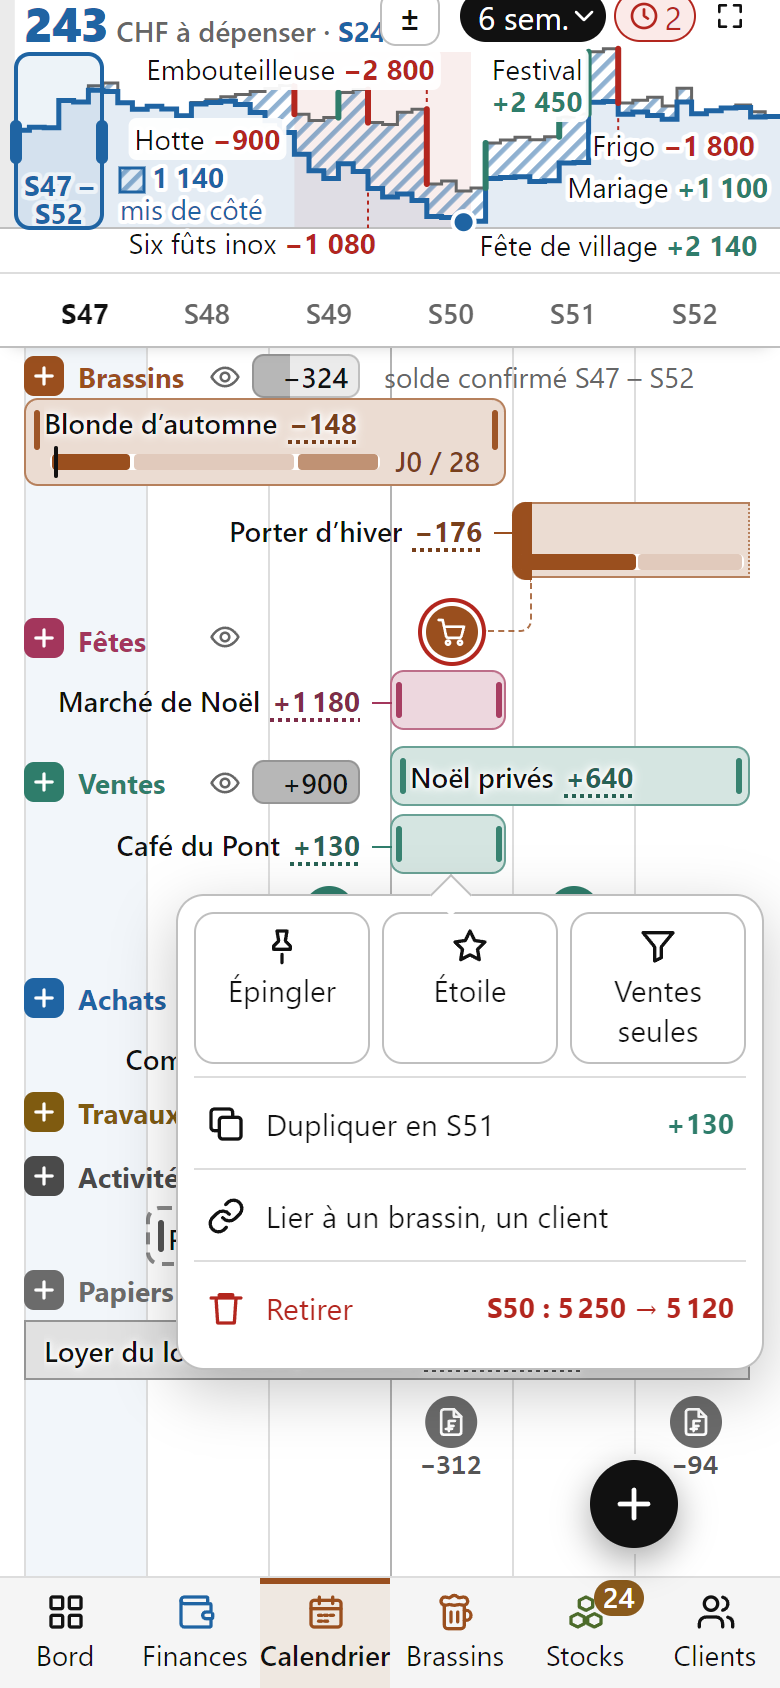 243 CHF à dépenser · S24
±
6 sem.
2
Embouteilleuse −2 800
Festival
+2 450
Hotte −900
Frigo −1 800
1 140
mis de côté
S47 –
S52
Mariage +1 100
Six fûts inox −1 080
Fête de village +2 140
S47 S48 S49 S50 S51 S52
Brassins −324 solde confirmé S47 – S52
Blonde d’automne −148
J0 / 28
Porter d’hiver −176
Fêtes
Marché de Noël +1 180
Ventes +900
Noël privés +640
Café du Pont +130
Épingler
Étoile
Ventes
seules
Achats
Com
Travaux
Dupliquer en S51 +130
Activité
Lier à un brassin, un client
Papiers
Retirer S50 : 5 250 → 5 120
Loyer du lo
−312
−94
Bord
Finances
Calendrier
Brassins
24
Stocks
Clients